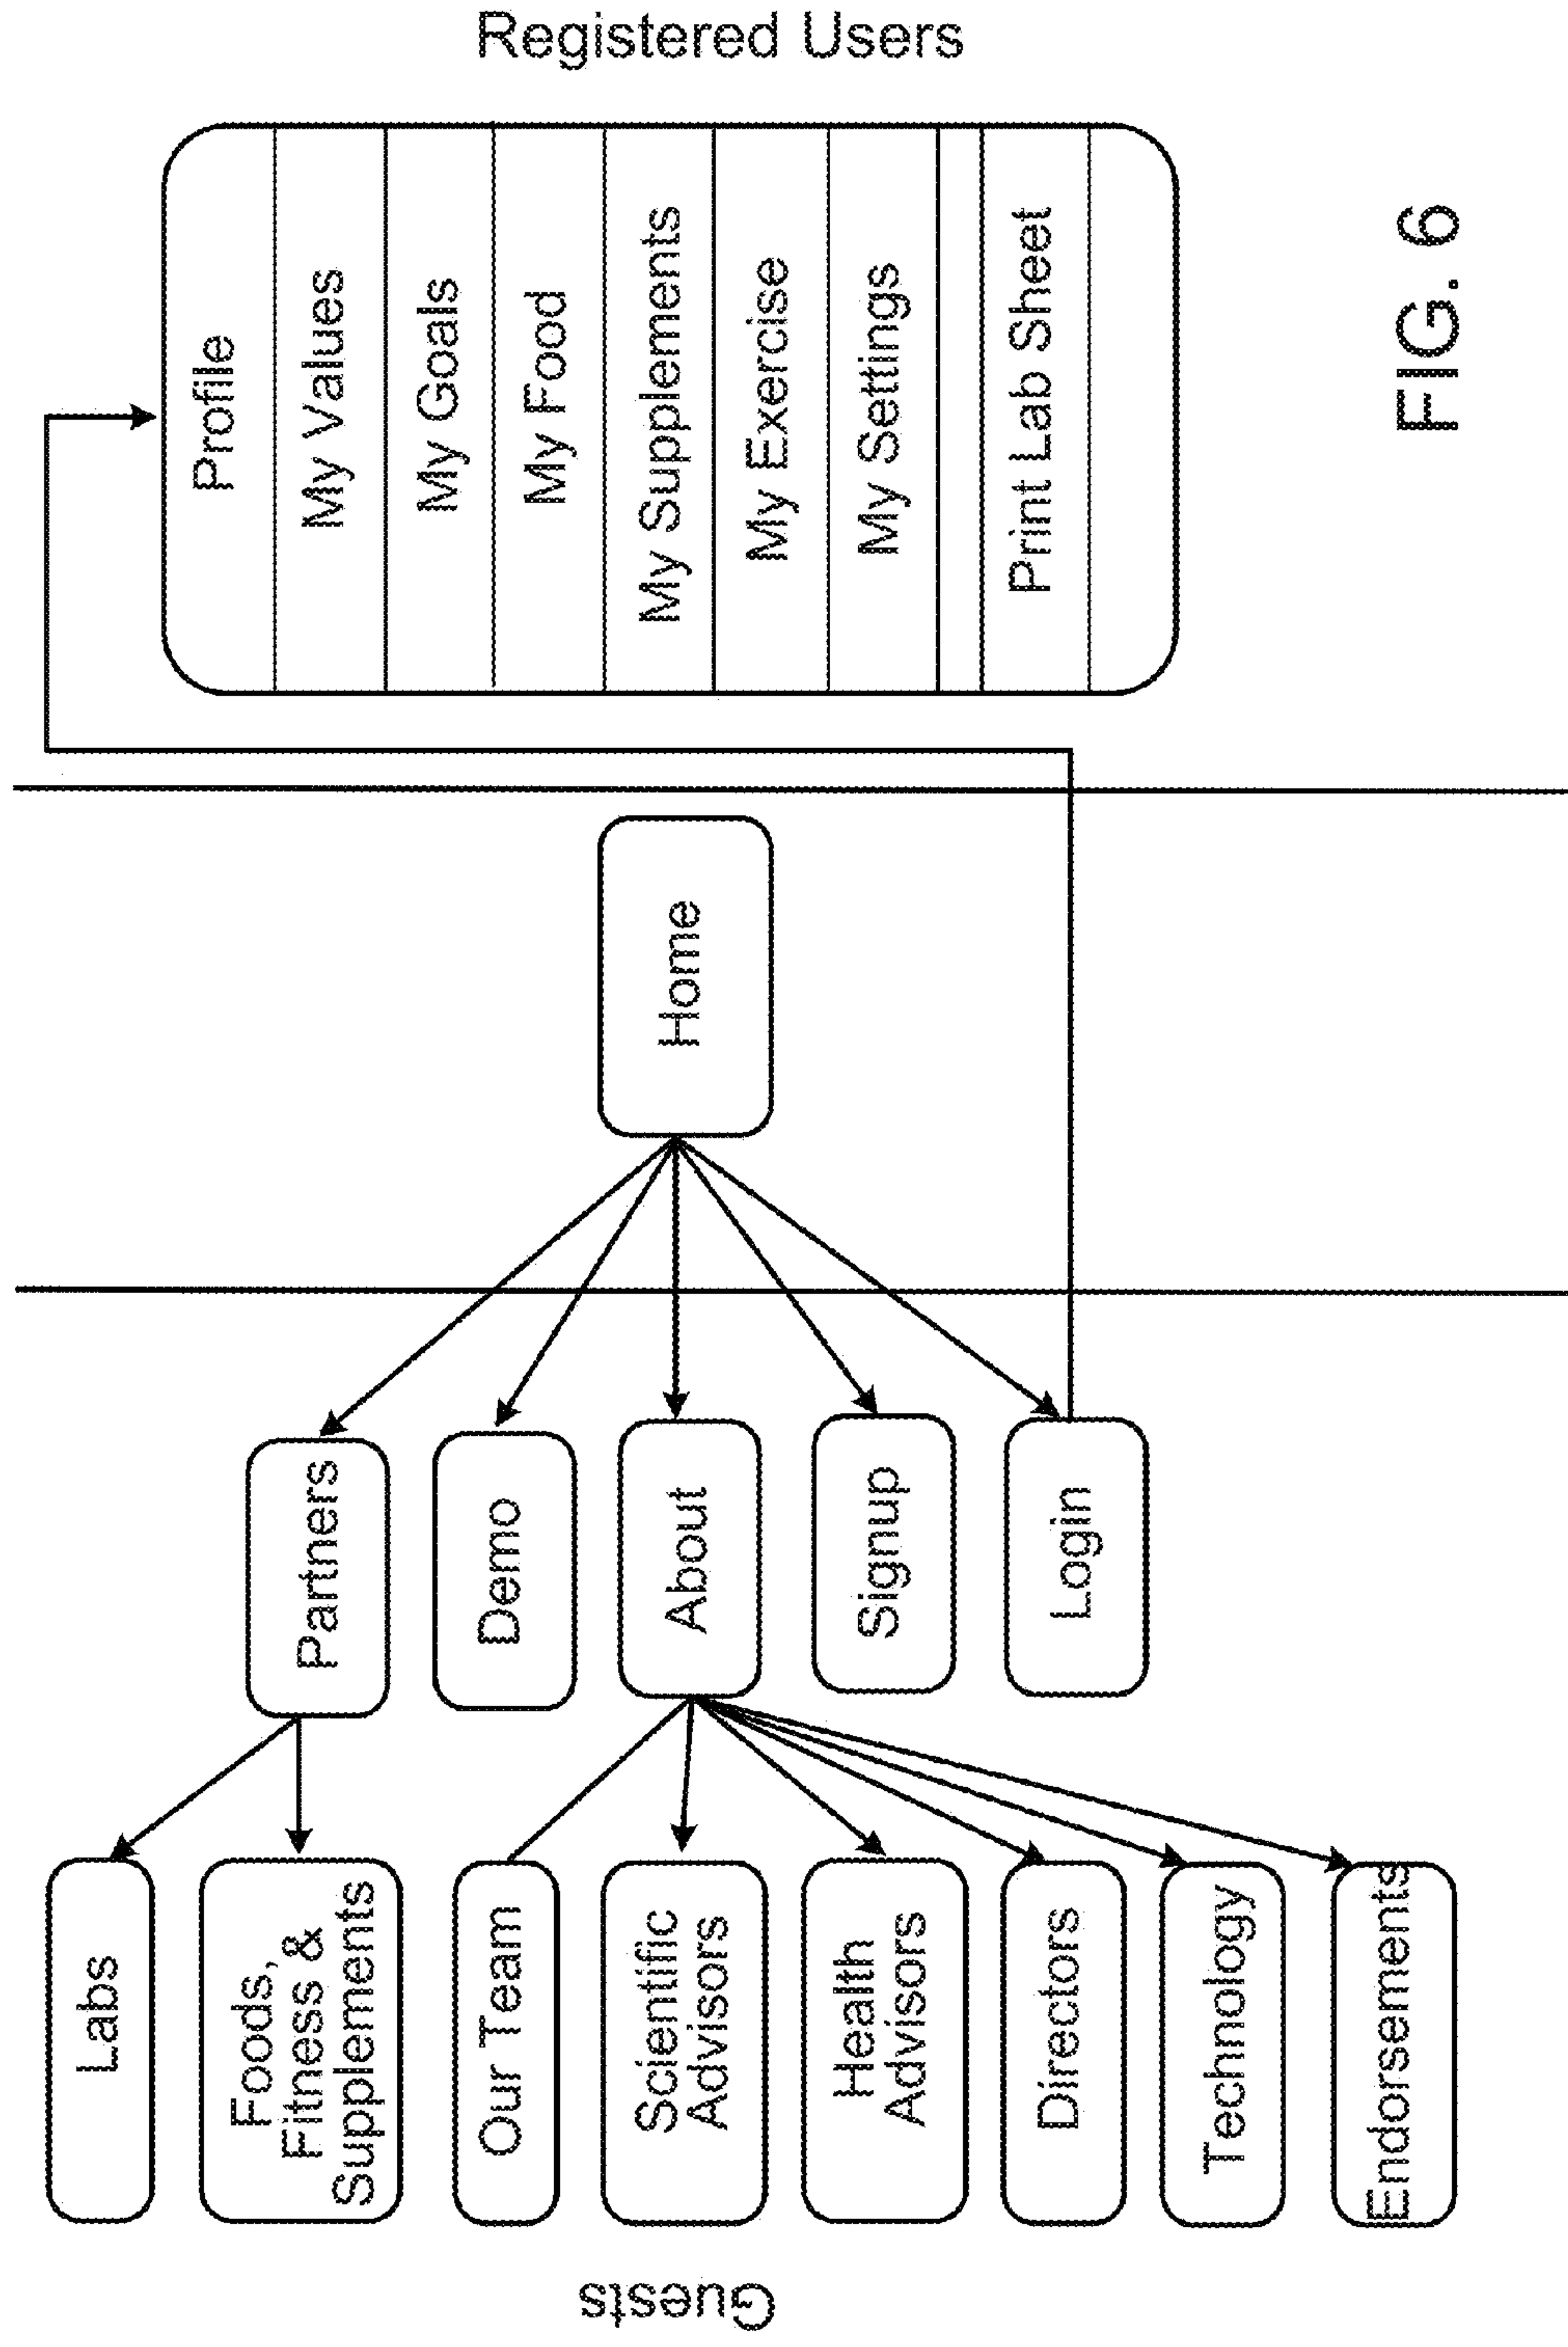 Registered Users
Profile
My Values
My Goals
My Food
My Supplements
My Exercise
My Settings
Print Lab Sheet
Home
Partners
Demo
About
Signup
Login
Labs
Foods,
Fitness &
Supplements
Our Team
Scientific
Advisors
Health
Advisors
Directors
Technology
Endorsements
Guests
FIG. 6